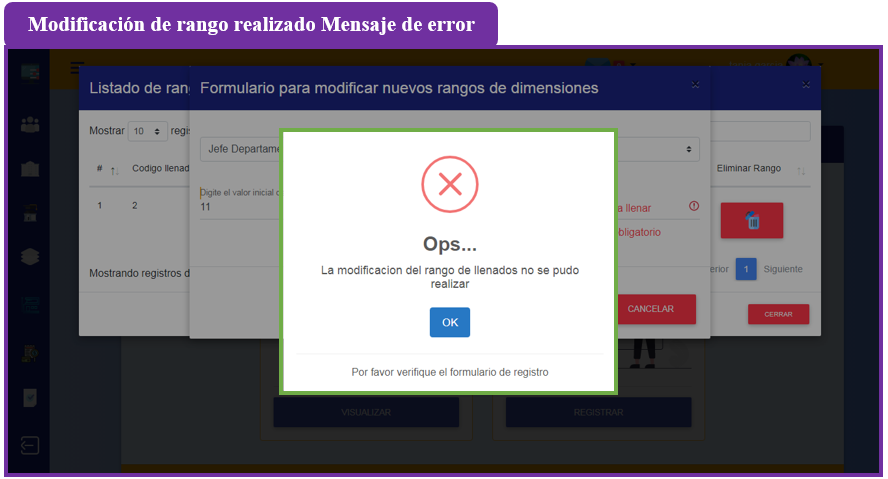 Modificación de rango realizado Mensaje de error
Listado de ran
Formulario para modificar nuevos rangos de dimensiones
×
×
Mostrar 10 regis
Jefe Departame
# Codigo llenad
Eliminar Rango
Digite el valor inicial
11
a llenar
1 2
bligatorio
Ops...
La modificacion del rango de llenados no se pudo
realizar
OK
Mostrando registros d
erior 1 Siguiente
CANCELAR
CERRAR
Por favor verifique el formulario de registro
VISUALIZAR
REGISTRAR